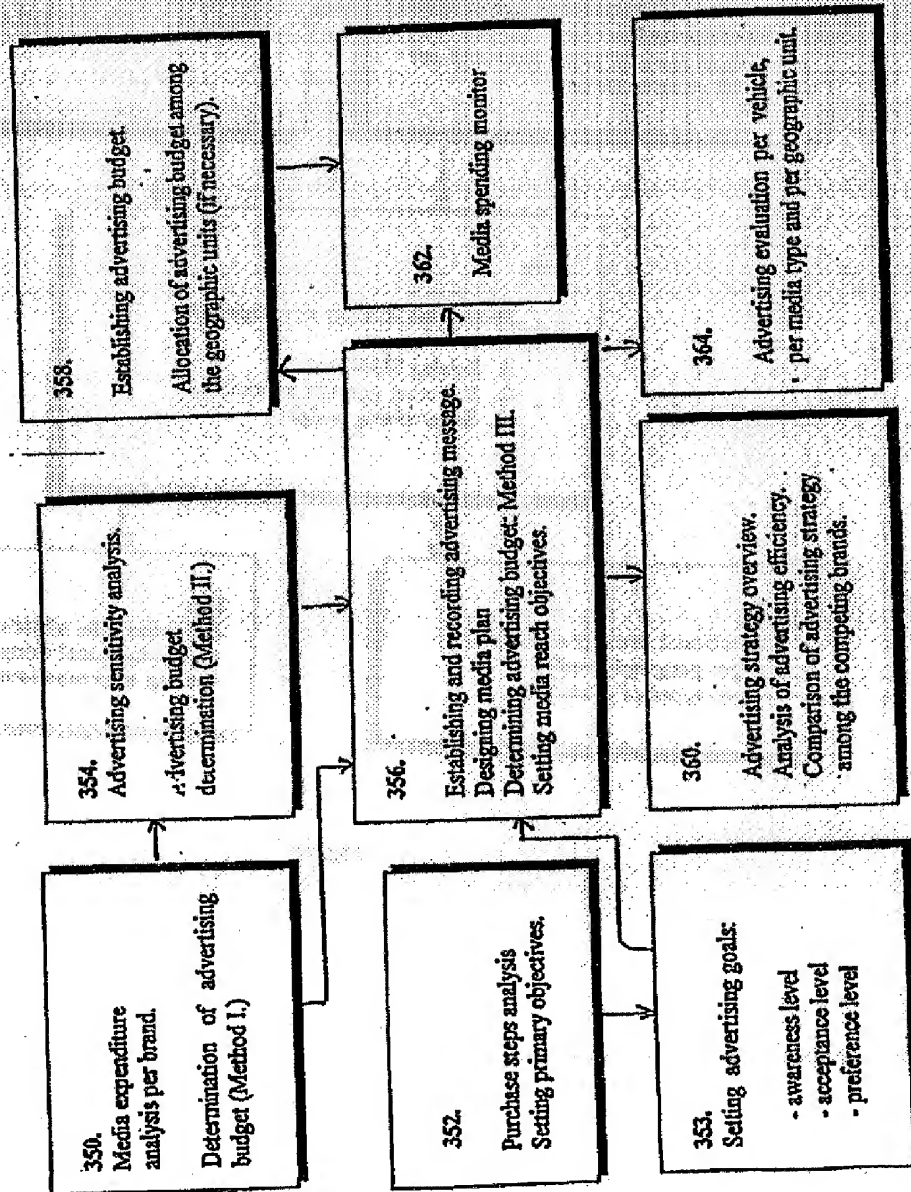 350.
Media expenditure
analysis per brand.
Determination of advertising
budget (Method I.)
354.
Advertising sensitivity analysis.
Advertising budget
determination (Method II.)
358.
Establishing advertising budget.
Allocation of advertising budget among
the geographic units (if necessary).
352.
Purchase steps analysis
Setting primary objectives.
356.
Establishing and recording advertising message.
Designing media plan
Determining advertising budget: Method III.
Setting media reach objectives.
362.
Media spending monitor
353.
Setting advertising goals:
- awareness level
- acceptance level
- preference level
360.
Advertising strategy overview.
Analysis of advertising efficiency.
Comparison of advertising strategy
among the competing brands.
364.
Advertising evaluation per vehicle,
per media type and per geographic unit.